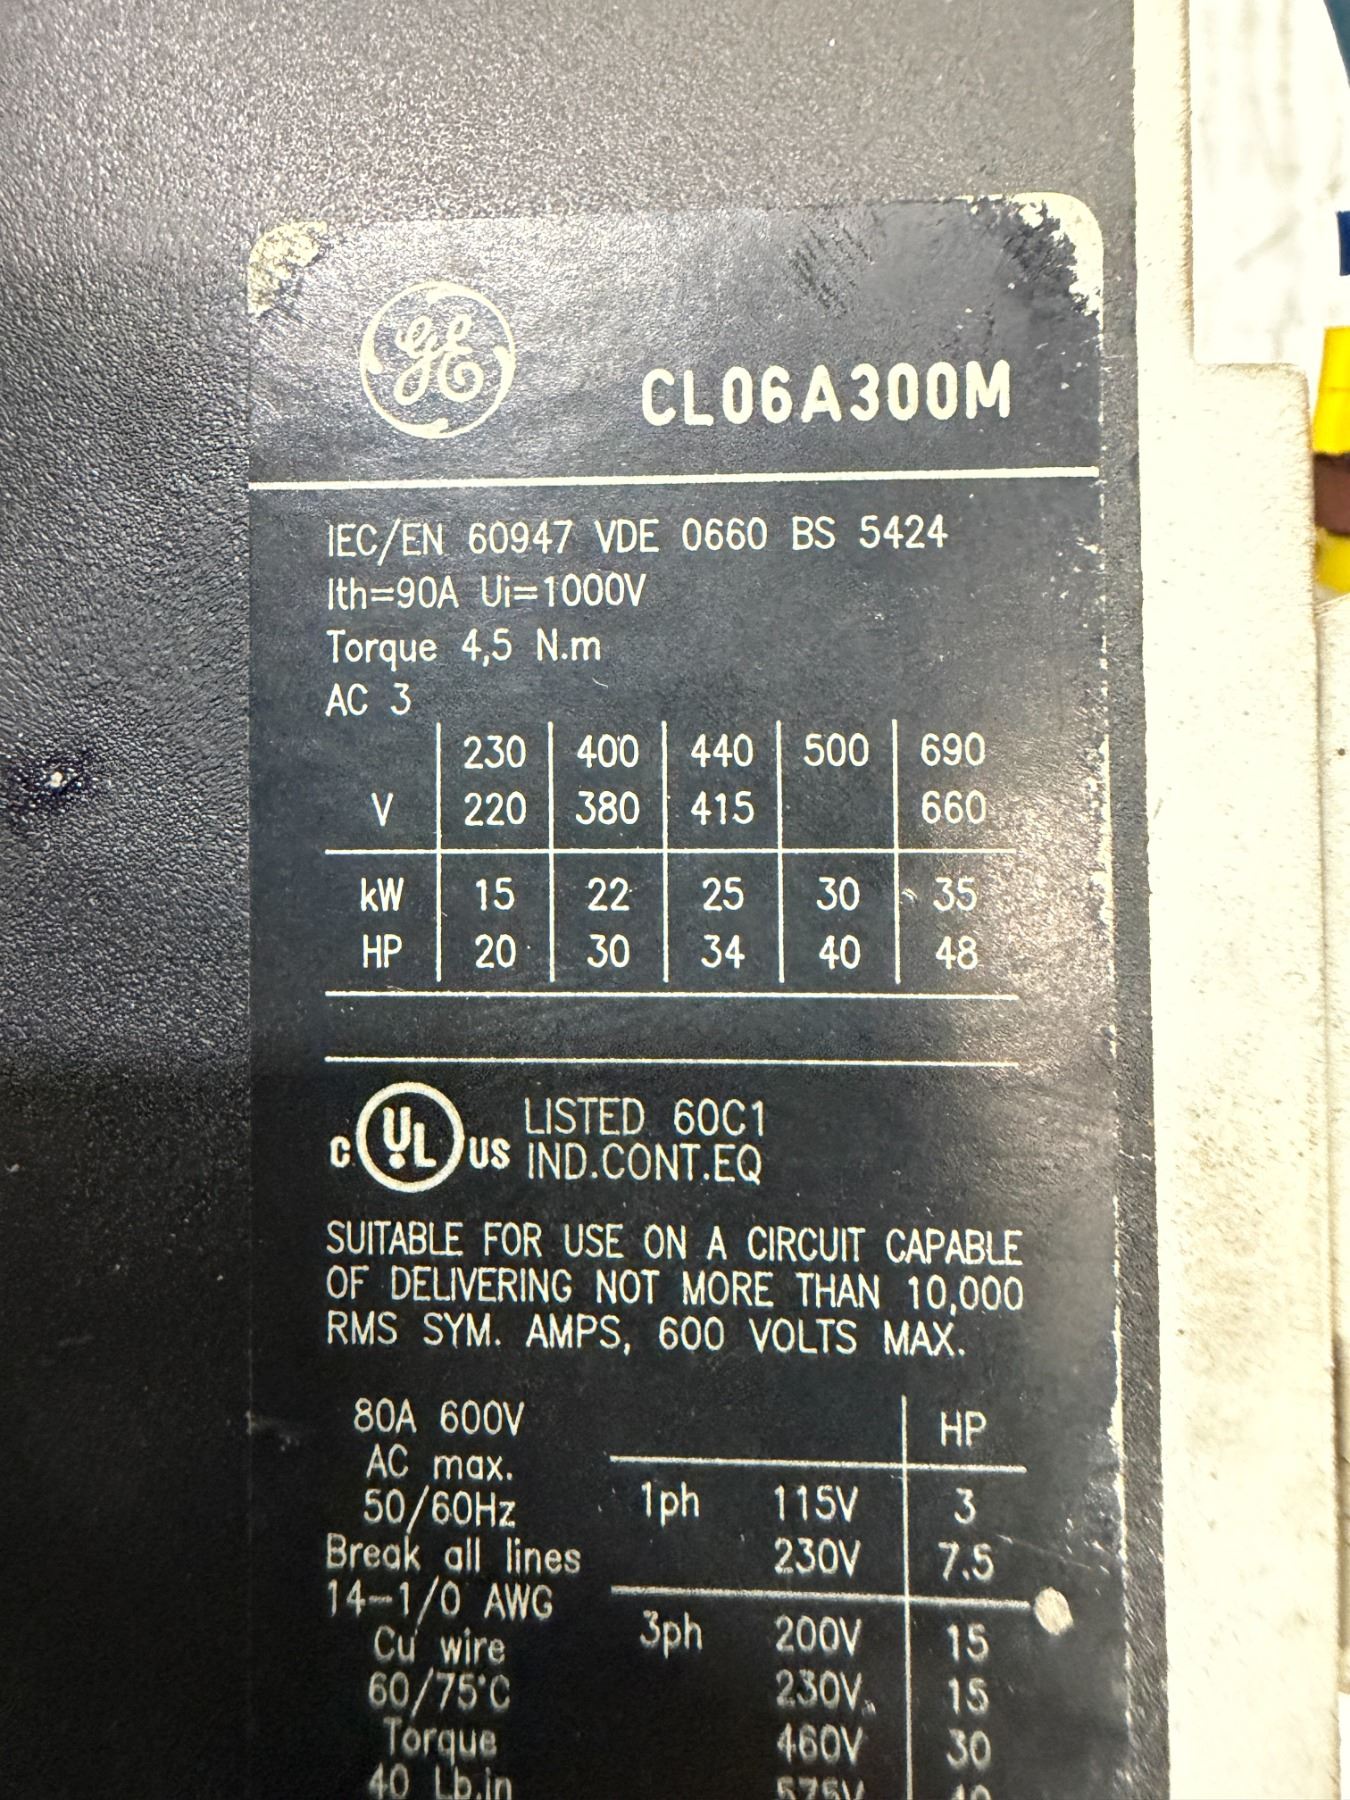 GE
CL06A300M
IEC/EN 60947 VDE 0660 BS 5424
Ith=90A Ui=1000V
Torque 4,5 N.m
AC 3
230 400 440 500 690
V 220 380 415 660
kW 15 22 25 30 35
HP 20 30 34 40 48
C UL US LISTED 60C1
IND.CONT.EQ
SUITABLE FOR USE ON A CIRCUIT CAPABLE
OF DELIVERING NOT MORE THAN 10,000
RMS SYM. AMPS, 600 VOLTS MAX.
80A 600V
AC max.
50/60Hz
Break all lines
14-1/0 AWG
Cu wire
60/75°C
Torque
40 Lb.in
HP
1ph 115V 3
230V 7.5
3ph 200V 15
230V 15
460V 30
575V 40